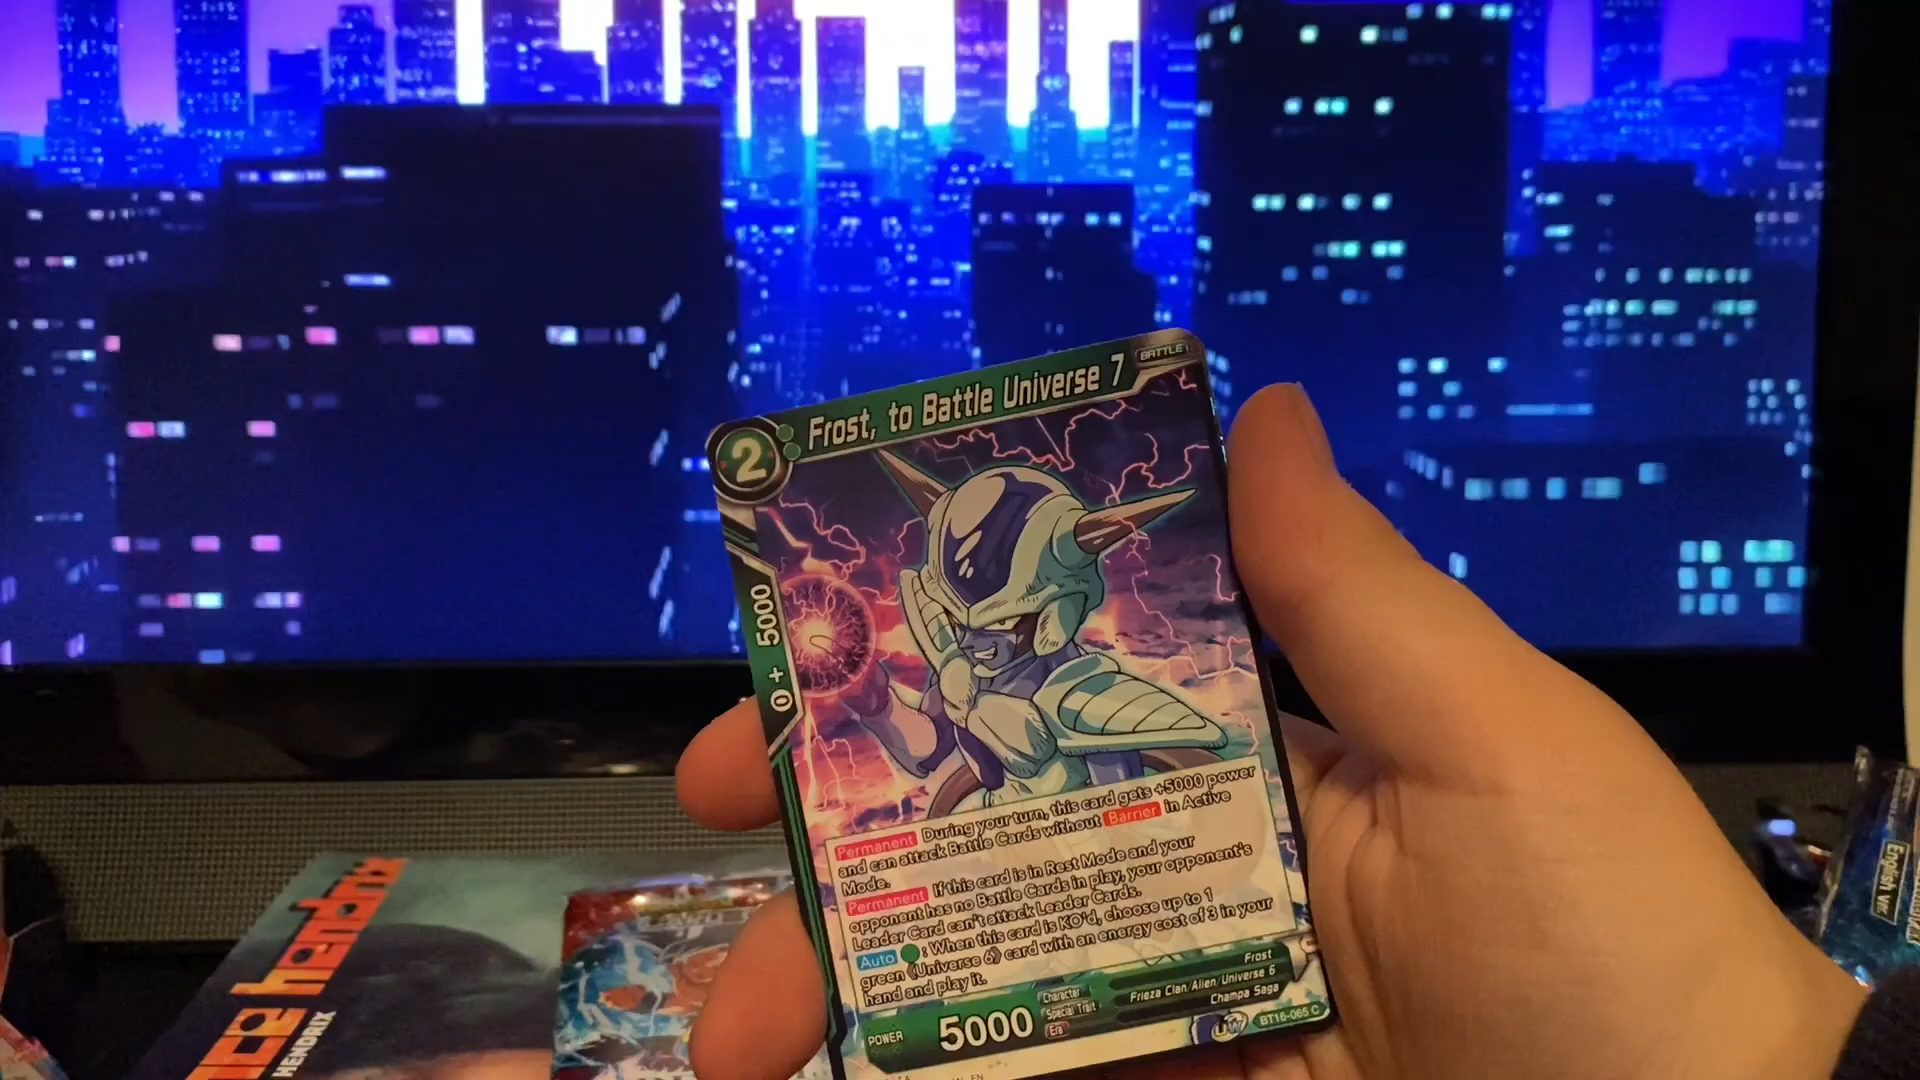 Frost, to Battle Universe 7
BATTLE
2
0 + 5000
Permanent During your turn, this card gets +5000 power
and can attack Battle Cards without Barrier in Active
Mode.
Permanent If this card is in Rest Mode and your
opponent has no Battle Cards in play, your opponent's
Leader Card can't attack Leader Cards.
Auto : When this card is KO'd, choose up to 1
green 《Universe 6》 card with an energy cost of 3 in your
hand and play it.
POWER
5000
Character
Frost
Special Trait
Frieza Clan/Alien/Universe 6
Era
Champa Saga
UW
BT16-065 C
Hendrix
HENDRIX
English